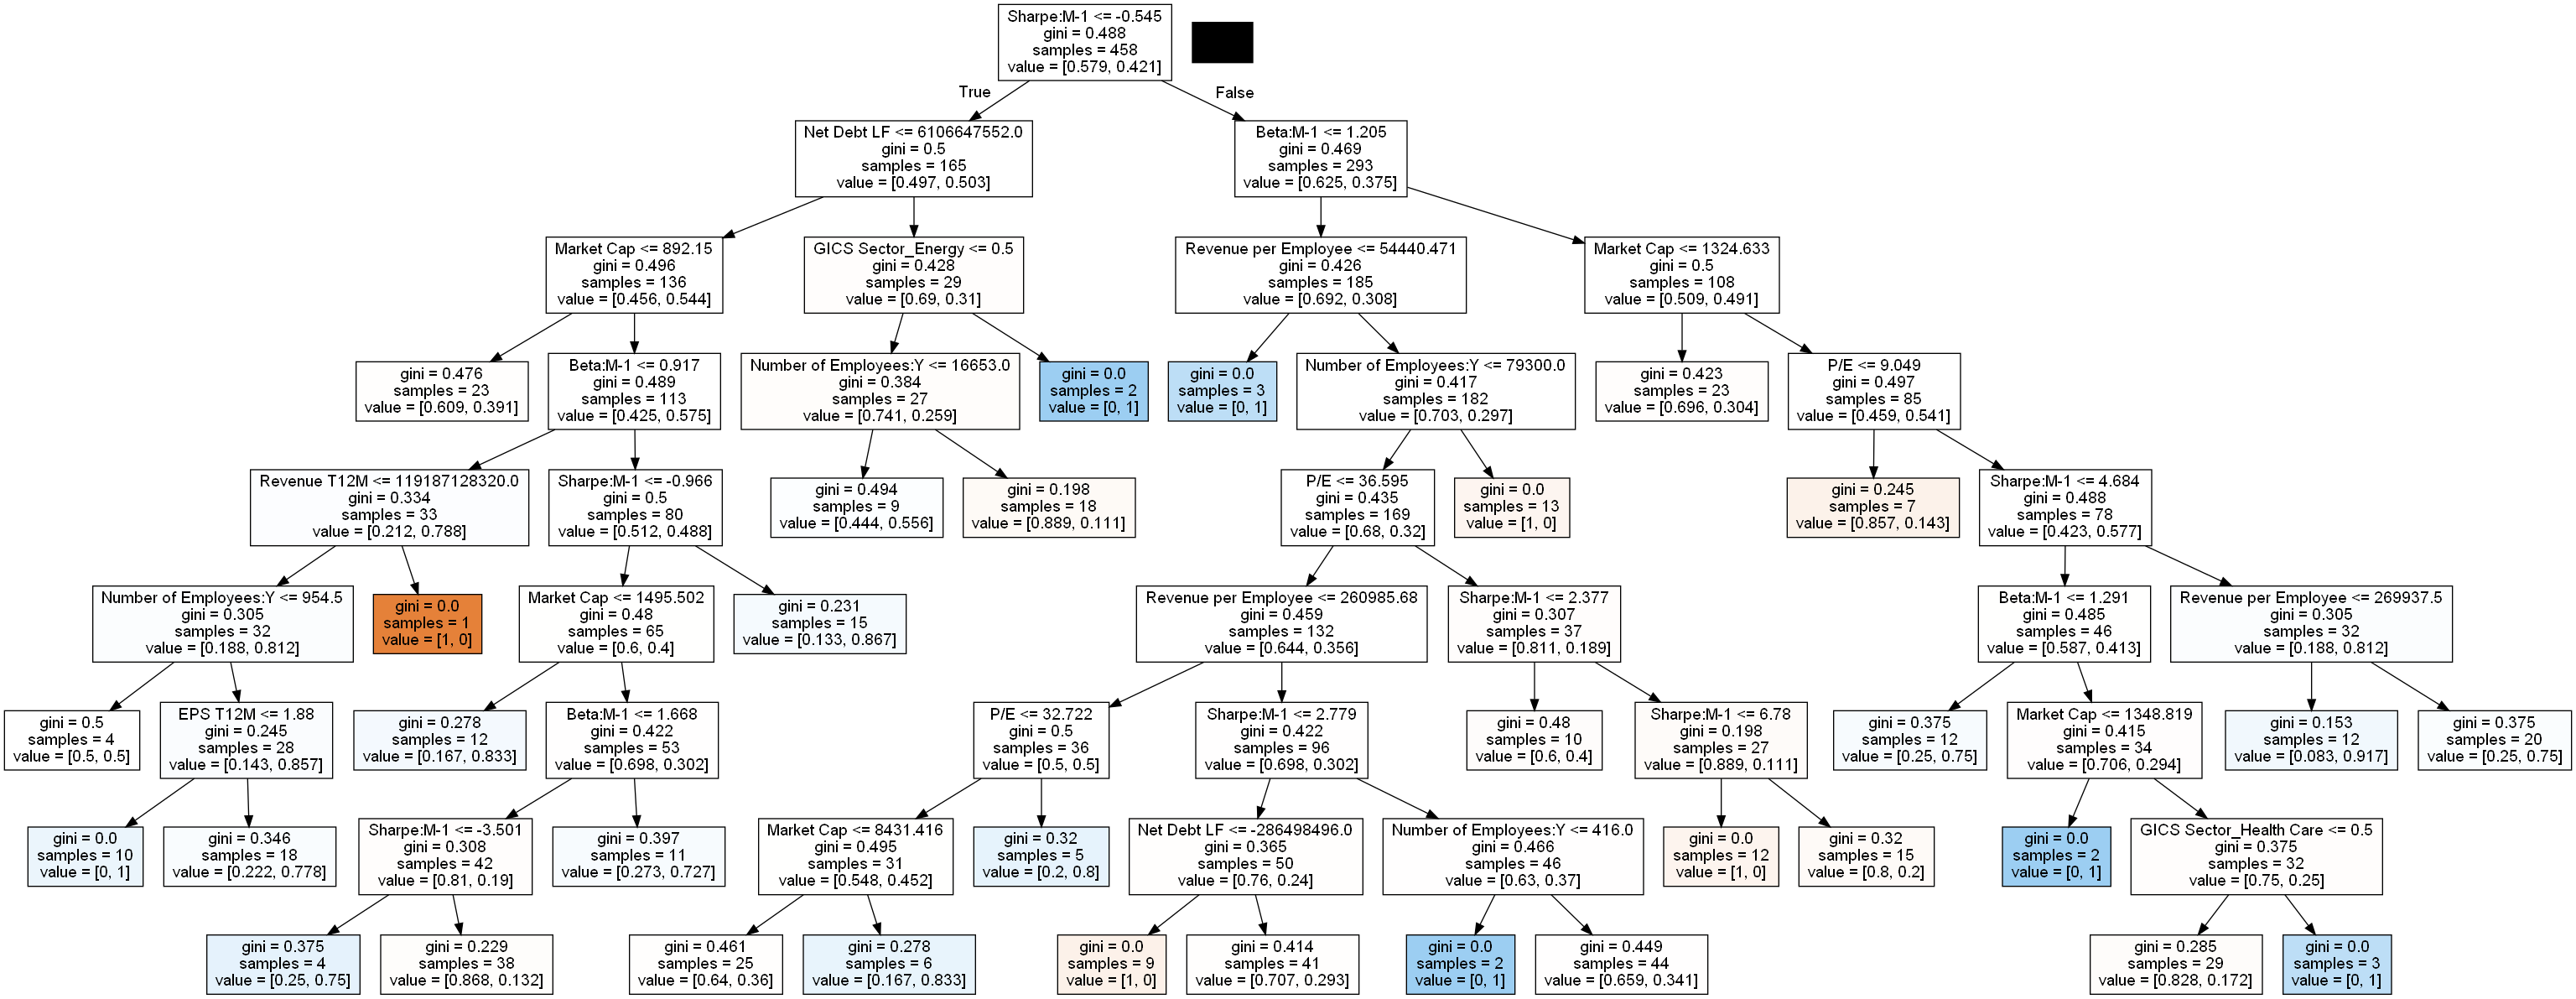 Sharpe:M-1 <= -0.545
gini = 0.488
samples = 458
value = [0.579, 0.421]
True
False
Net Debt LF <= 6106647552.0
gini = 0.5
samples = 165
value = [0.497, 0.503]
Beta:M-1 <= 1.205
gini = 0.469
samples = 293
value = [0.625, 0.375]
Market Cap <= 892.15
gini = 0.496
samples = 136
value = [0.456, 0.544]
GICS Sector_Energy <= 0.5
gini = 0.428
samples = 29
value = [0.69, 0.31]
Revenue per Employee <= 54440.471
gini = 0.426
samples = 185
value = [0.692, 0.308]
Market Cap <= 1324.633
gini = 0.5
samples = 108
value = [0.509, 0.491]
gini = 0.476
samples = 23
value = [0.609, 0.391]
Beta:M-1 <= 0.917
gini = 0.489
samples = 113
value = [0.425, 0.575]
Number of Employees:Y <= 16653.0
gini = 0.384
samples = 27
value = [0.741, 0.259]
gini = 0.0
samples = 2
value = [0, 1]
gini = 0.0
samples = 3
value = [0, 1]
Number of Employees:Y <= 79300.0
gini = 0.417
samples = 182
value = [0.703, 0.297]
gini = 0.423
samples = 23
value = [0.696, 0.304]
P/E <= 9.049
gini = 0.497
samples = 85
value = [0.459, 0.541]
Revenue T12M <= 119187128320.0
gini = 0.334
samples = 33
value = [0.212, 0.788]
Sharpe:M-1 <= -0.966
gini = 0.5
samples = 80
value = [0.512, 0.488]
gini = 0.494
samples = 9
value = [0.444, 0.556]
gini = 0.198
samples = 18
value = [0.889, 0.111]
P/E <= 36.595
gini = 0.435
samples = 169
value = [0.68, 0.32]
gini = 0.0
samples = 13
value = [1, 0]
gini = 0.245
samples = 7
value = [0.857, 0.143]
Sharpe:M-1 <= 4.684
gini = 0.488
samples = 78
value = [0.423, 0.577]
Number of Employees:Y <= 954.5
gini = 0.305
samples = 32
value = [0.188, 0.812]
gini = 0.0
samples = 1
value = [1, 0]
Market Cap <= 1495.502
gini = 0.48
samples = 65
value = [0.6, 0.4]
gini = 0.231
samples = 15
value = [0.133, 0.867]
Revenue per Employee <= 260985.68
gini = 0.459
samples = 132
value = [0.644, 0.356]
Sharpe:M-1 <= 2.377
gini = 0.307
samples = 37
value = [0.811, 0.189]
Beta:M-1 <= 1.291
gini = 0.485
samples = 46
value = [0.587, 0.413]
Revenue per Employee <= 269937.5
gini = 0.305
samples = 32
value = [0.188, 0.812]
gini = 0.5
samples = 4
value = [0.5, 0.5]
EPS T12M <= 1.88
gini = 0.245
samples = 28
value = [0.143, 0.857]
gini = 0.278
samples = 12
value = [0.167, 0.833]
Beta:M-1 <= 1.668
gini = 0.422
samples = 53
value = [0.698, 0.302]
P/E <= 32.722
gini = 0.5
samples = 36
value = [0.5, 0.5]
Sharpe:M-1 <= 2.779
gini = 0.422
samples = 96
value = [0.698, 0.302]
gini = 0.48
samples = 10
value = [0.6, 0.4]
Sharpe:M-1 <= 6.78
gini = 0.198
samples = 27
value = [0.889, 0.111]
gini = 0.375
samples = 12
value = [0.25, 0.75]
Market Cap <= 1348.819
gini = 0.415
samples = 34
value = [0.706, 0.294]
gini = 0.153
samples = 12
value = [0.083, 0.917]
gini = 0.375
samples = 20
value = [0.25, 0.75]
gini = 0.0
samples = 10
value = [0, 1]
gini = 0.346
samples = 18
value = [0.222, 0.778]
Sharpe:M-1 <= -3.501
gini = 0.308
samples = 42
value = [0.81, 0.19]
gini = 0.397
samples = 11
value = [0.273, 0.727]
Market Cap <= 8431.416
gini = 0.495
samples = 31
value = [0.548, 0.452]
gini = 0.32
samples = 5
value = [0.2, 0.8]
Net Debt LF <= -286498496.0
gini = 0.365
samples = 50
value = [0.76, 0.24]
Number of Employees:Y <= 416.0
gini = 0.466
samples = 46
value = [0.63, 0.37]
gini = 0.0
samples = 12
value = [1, 0]
gini = 0.32
samples = 15
value = [0.8, 0.2]
gini = 0.0
samples = 2
value = [0, 1]
GICS Sector_Health Care <= 0.5
gini = 0.375
samples = 32
value = [0.75, 0.25]
gini = 0.375
samples = 4
value = [0.25, 0.75]
gini = 0.229
samples = 38
value = [0.868, 0.132]
gini = 0.461
samples = 25
value = [0.64, 0.36]
gini = 0.278
samples = 6
value = [0.167, 0.833]
gini = 0.0
samples = 9
value = [1, 0]
gini = 0.414
samples = 41
value = [0.707, 0.293]
gini = 0.0
samples = 2
value = [0, 1]
gini = 0.449
samples = 44
value = [0.659, 0.341]
gini = 0.285
samples = 29
value = [0.828, 0.172]
gini = 0.0
samples = 3
value = [0, 1]